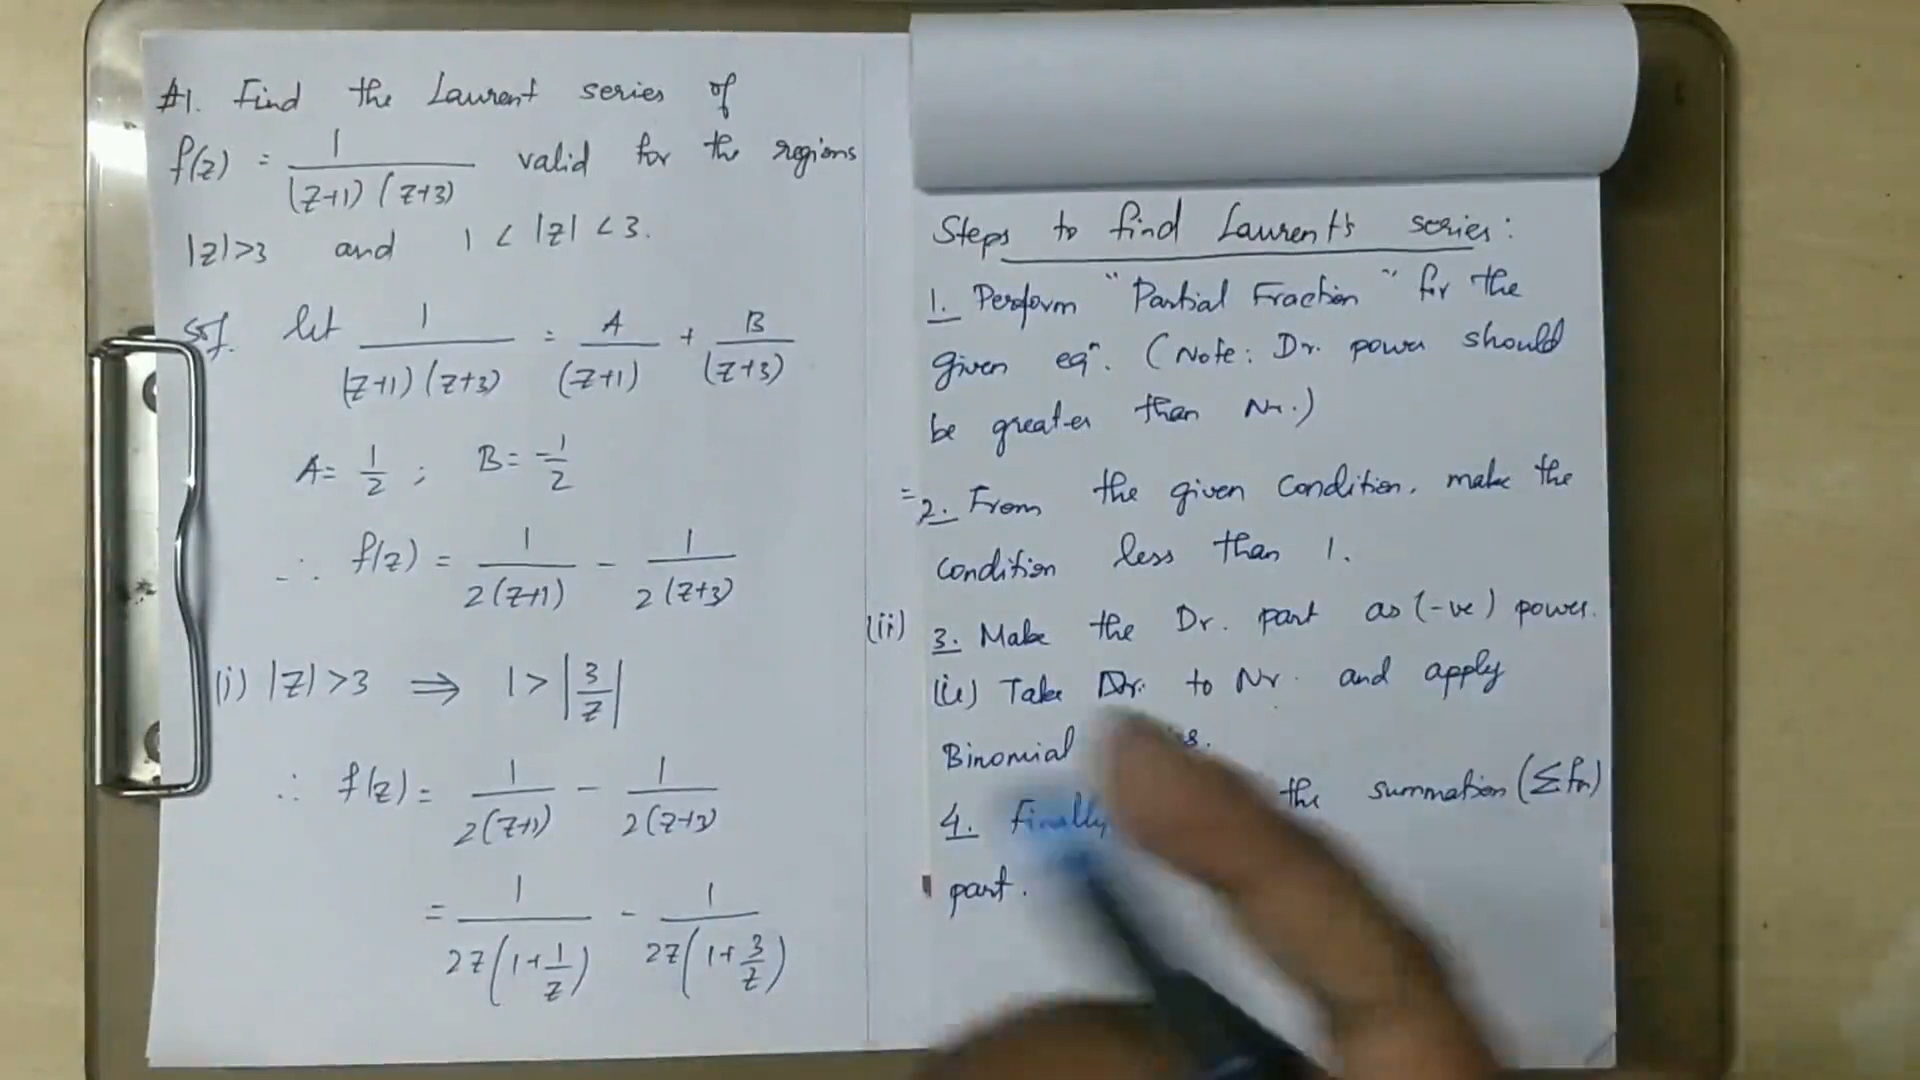 #1. Find the Laurent series of
f(z) = 1/((z+1)(z+3)) valid for the regions
|z|>3 and 1 < |z| < 3.
Sol. let 1/((z+1)(z+3)) = A/(z+1) + B/(z+3)
A = 1/2 ; B = -1/2
∴ f(z) = 1/(2(z+1)) - 1/(2(z+3))
(i) |z|>3 ⇒ 1 > |3/z|
∴ f(z) = 1/(2(z+1)) - 1/(2(z+3))
= 1/(2z(1+1/z)) - 1/(2z(1+3/z))
=
(ii)
Steps to find Laurent's series:
1. Perform "Partial Fraction" for the
given eqn. (Note: Dr. power should
be greater than Nr.)
2. From the given Condition, make the
condition less than 1.
3. Make the Dr. part as (-ve) power.
(ie) Take Dr. to Nr. and apply
Binomial
4. Finally the summation (Σfn)
part.